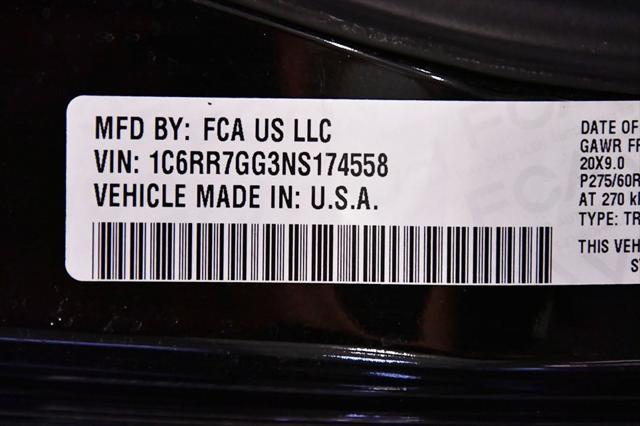 MFD BY: FCA US LLC
VIN: 1C6RR7GG3NS174558
VEHICLE MADE IN: U.S.A.
DATE OF
GAWR FR
20X9.0
P275/60R
AT 270 k
TYPE: TR
THIS VEH